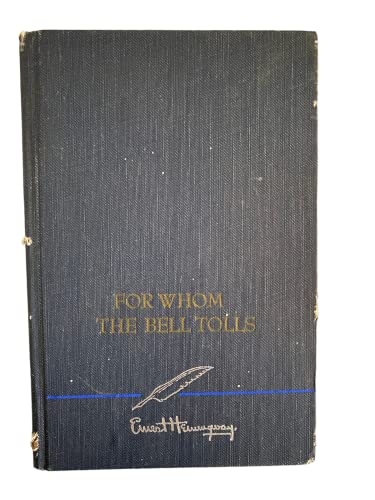 FOR WHOM
THE BELL TOLLS
Ernest Hemingway.